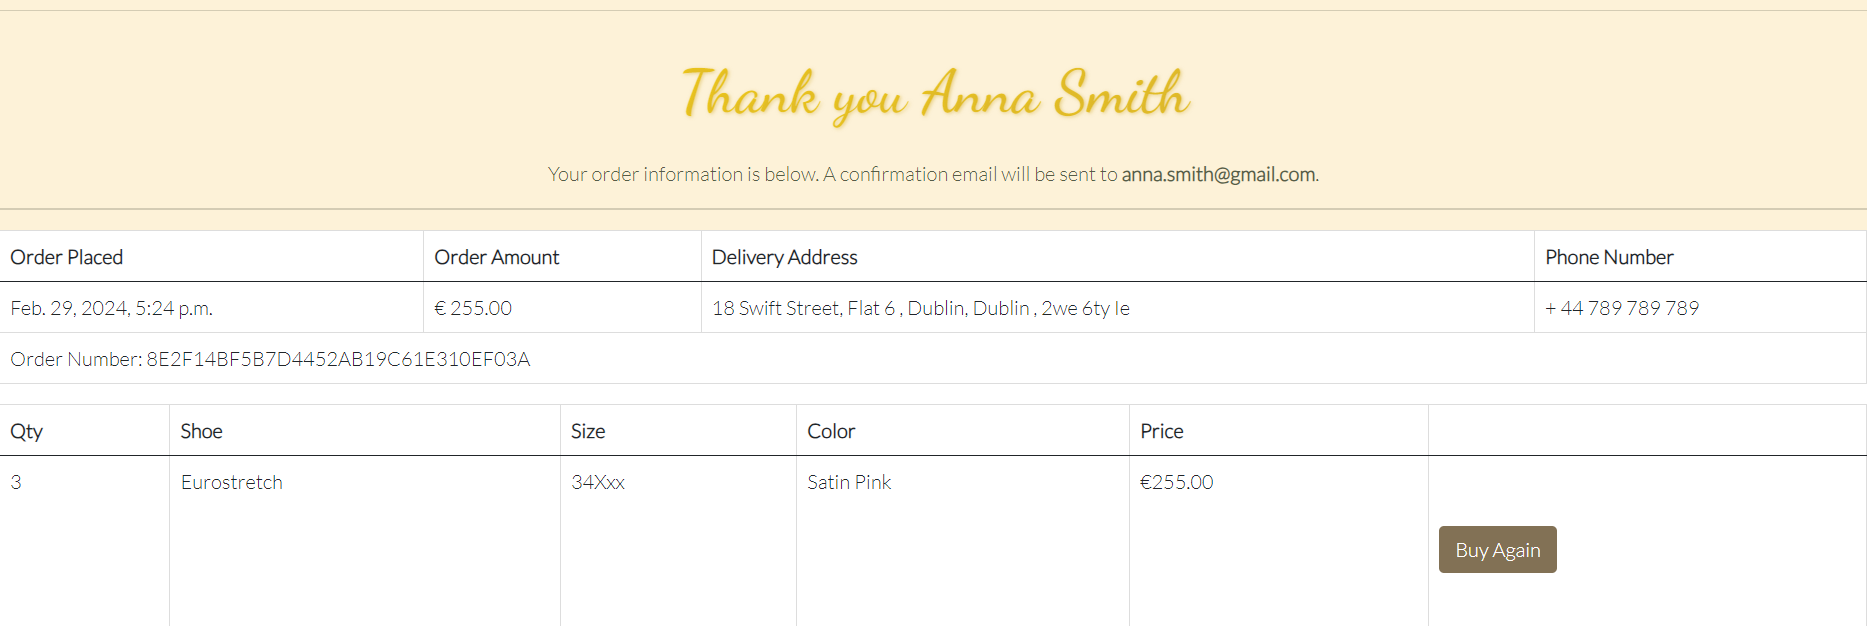 Thank you Anna Smith
Your order information is below. A confirmation email will be sent to anna.smith@gmail.com.
Order Placed Order Amount Delivery Address Phone Number
Feb. 29, 2024, 5:24 p.m. € 255.00 18 Swift Street, Flat 6 , Dublin, Dublin , 2we 6ty Ie + 44 789 789 789
Order Number: 8E2F14BF5B7D4452AB19C61E310EF03A
Qty Shoe Size Color Price
3 Eurostretch 34Xxx Satin Pink €255.00
Buy Again